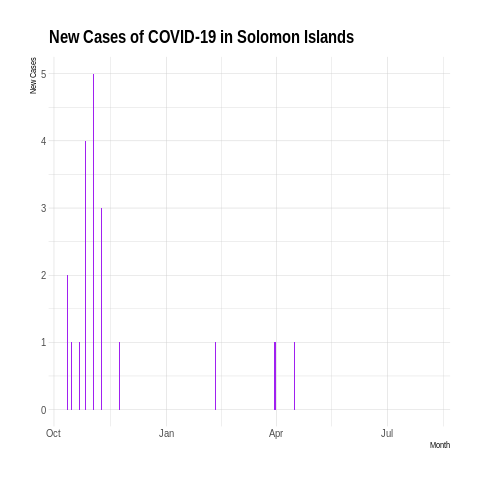 New Cases of COVID-19 in Solomon Islands
New Cases
5
4
3
2
1
0
Oct
Jan
Apr
Jul
Month